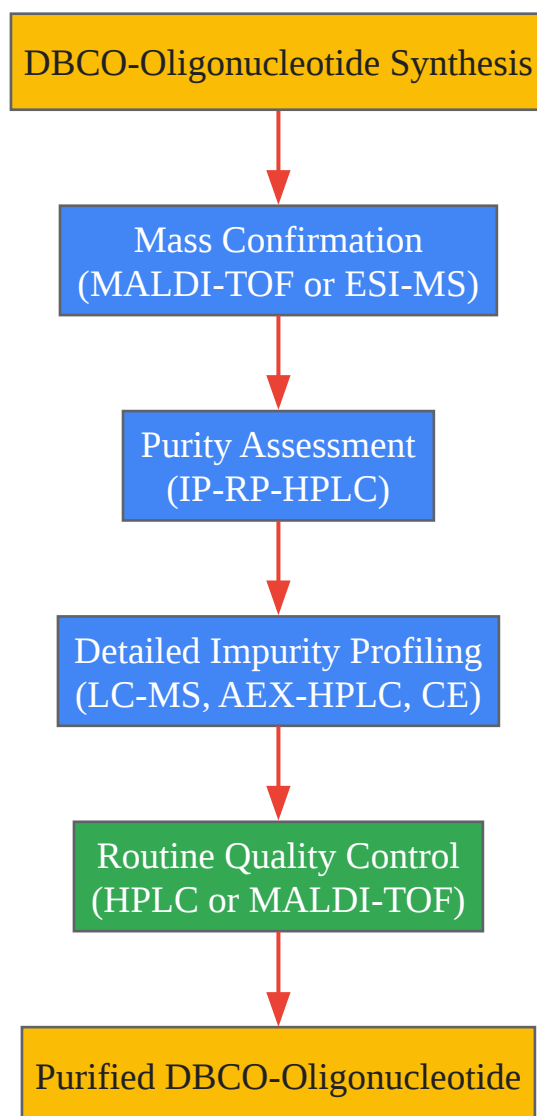 DBCO-Oligonucleotide Synthesis
Mass Confirmation
(MALDI-TOF or ESI-MS)
Purity Assessment
(IP-RP-HPLC)
Detailed Impurity Profiling
(LC-MS, AEX-HPLC, CE)
Routine Quality Control
(HPLC or MALDI-TOF)
Purified DBCO-Oligonucleotide